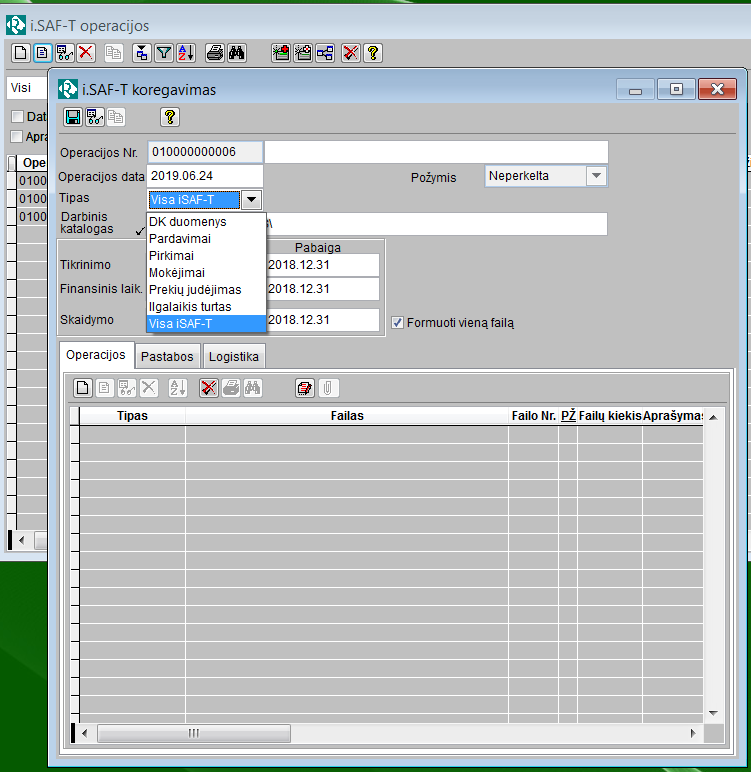 i.SAF-T operacijos
Visi
Dat
Apra
Ope
0100
0100
0100
i.SAF-T koregavimas
Operacijos Nr. 010000000006
Operacijos data 2019.06.24
Požymis Neperkelta
Tipas Visa iSAF-T
Darbinis
katalogas
DK duomenys
Pardavimai
Pirkimai
Mokėjimai
Prekių judėjimas
Ilgalaikis turtas
Visa iSAF-T
Pabaiga
Tikrinimo 2018.12.31
Finansinis laik. 2018.12.31
Skaidymo 2018.12.31
Formuoti vieną failą
Operacijos Pastabos Logistika
Tipas Failas Failo Nr. PŽ Failų kiekis Aprašymas